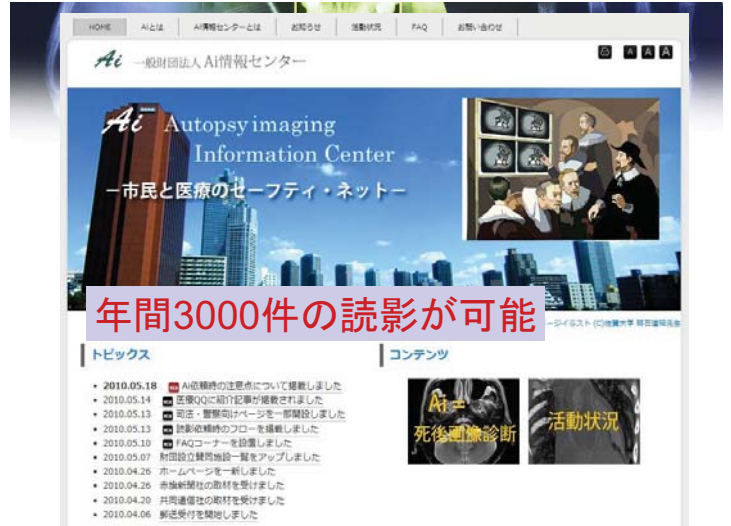 HOME Aiとは Ai情報センターとは お知らせ 活動状況 FAQ お問い合わせ
Ai 一般財団法人 Ai情報センター
A A A
Ai Autopsy imaging
Information Center
－市民と医療のセーフティ・ネット－
年間3000件の読影が可能
トピックス
2010.05.18 Ai依頼時の注意点について掲載しました
2010.05.14 医療QQに紹介記事が掲載されました
2010.05.13 司法・警察向けページを一部開設しました
2010.05.13 読影依頼時のフローを掲載しました
2010.05.10 FAQコーナーを設置しました
2010.05.07 財団設立賛同施設一覧をアップしました
2010.04.26 ホームページを一新しました
2010.04.26 赤旗新聞社の取材を受けました
2010.04.20 共同通信社の取材を受けました
2010.04.06 郵送受付を開始しました
コンテンツ
Ai =
死後画像診断
活動状況